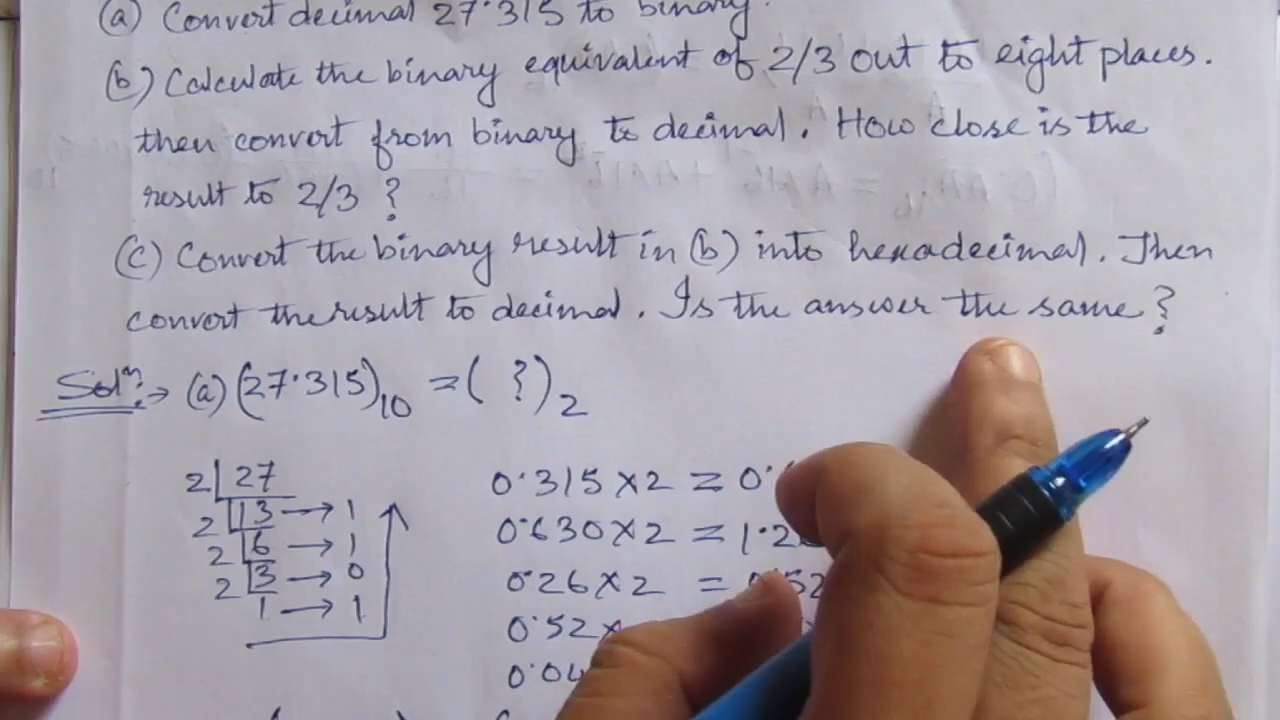 (a) Convert decimal 27.315 to binary.
(b) Calculate the binary equivalent of 2/3 out to eight places.
then convert from binary to decimal. How close is the
result to 2/3 ?
(c) Convert the binary result in (b) into hexadecimal. Then
convert the result to decimal. Is the answer the same ?
Solⁿ:→ (a) (27.315)₁₀ = ( ? )₂
2 | 27
2 | 13 → 1
2 | 6 → 1
2 | 3 → 0
1 → 1
0.315 × 2 = 0.
0.630 × 2 = 1.2
0.26 × 2 = 0.52
0.52 ×
0.04